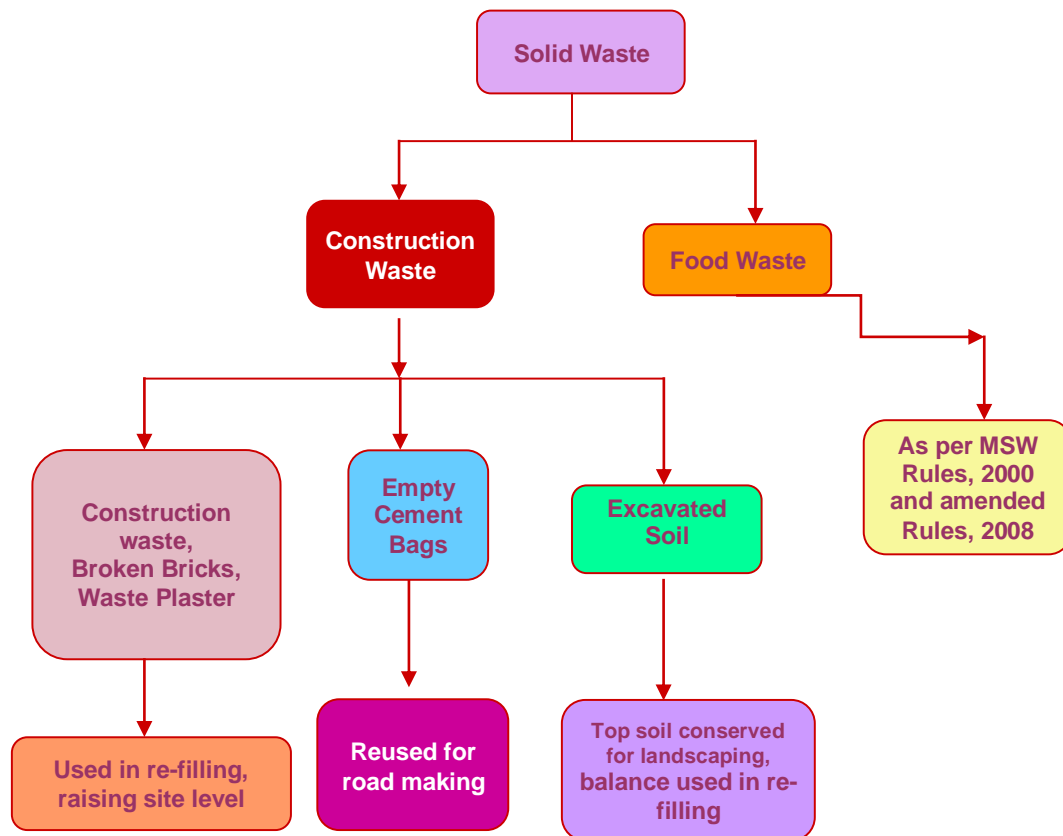 Solid Waste
Construction
Waste
Food Waste
As per MSW
Rules, 2000
and amended
Rules, 2008
Construction
waste,
Broken Bricks,
Waste Plaster
Empty
Cement
Bags
Excavated
Soil
Used in re-filling,
raising site level
Reused for
road making
Top soil conserved
for landscaping,
balance used in re-
filling